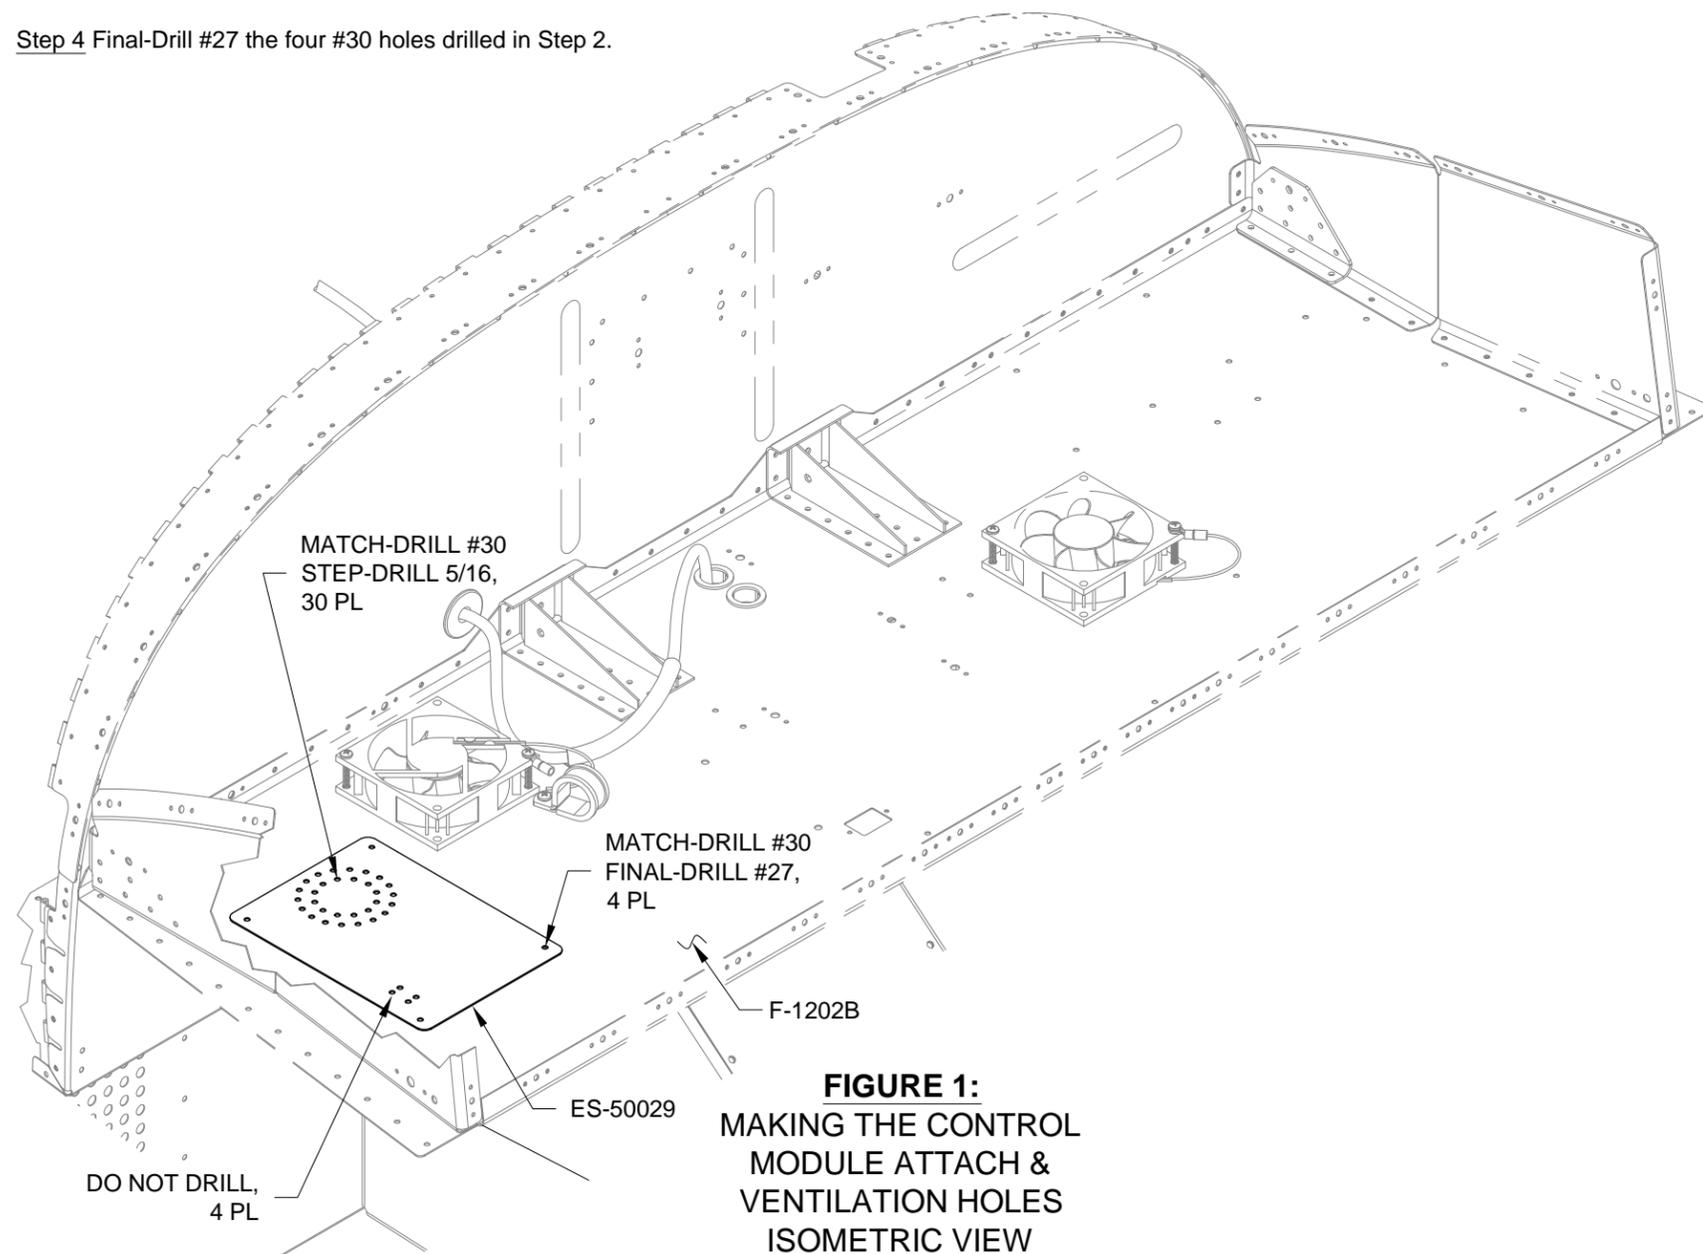 Step 4 Final-Drill #27 the four #30 holes drilled in Step 2.
MATCH-DRILL #30
STEP-DRILL 5/16,
30 PL
MATCH-DRILL #30
FINAL-DRILL #27,
4 PL
F-1202B
ES-50029
DO NOT DRILL,
4 PL
FIGURE 1:
MAKING THE CONTROL
MODULE ATTACH &
VENTILATION HOLES
ISOMETRIC VIEW